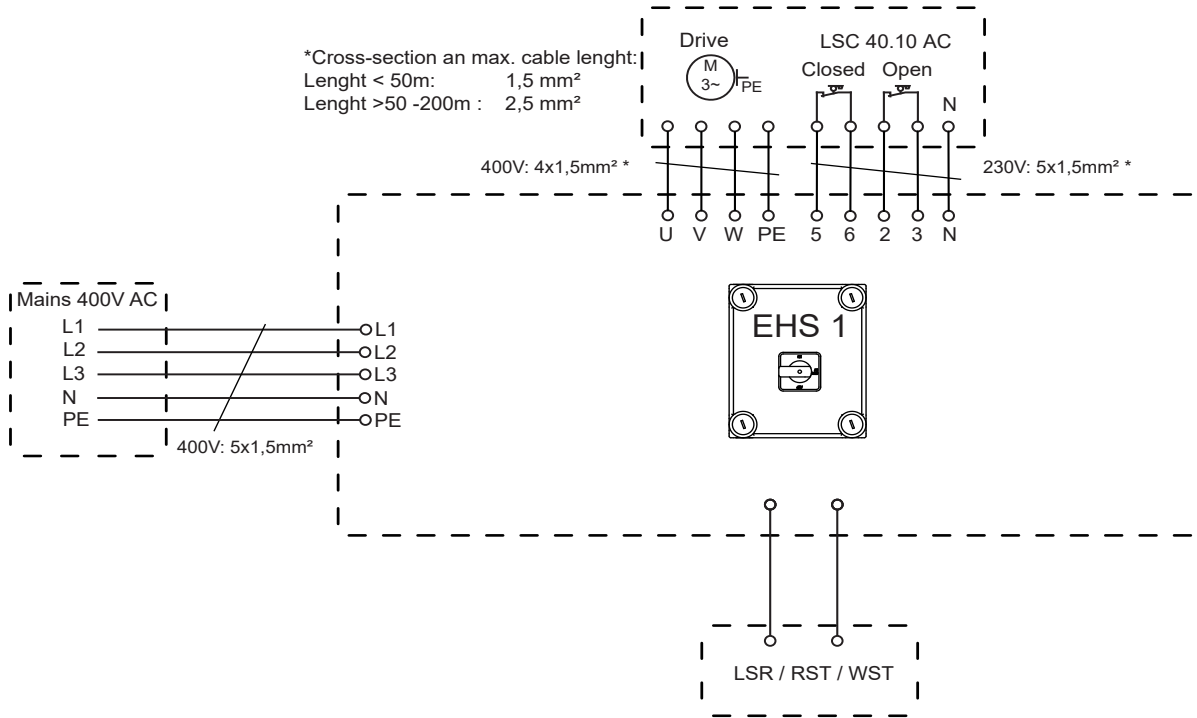 *Cross-section an max. cable lenght:
Lenght < 50m: 1,5 mm²
Lenght >50 -200m : 2,5 mm²
Drive
M
3~
PE
LSC 40.10 AC
Closed Open
N
400V: 4x1,5mm² *
230V: 5x1,5mm² *
U V W PE 5 6 2 3 N
Mains 400V AC
L1
L2
L3
N
PE
L1
L2
L3
N
PE
400V: 5x1,5mm²
EHS 1
LSR / RST / WST